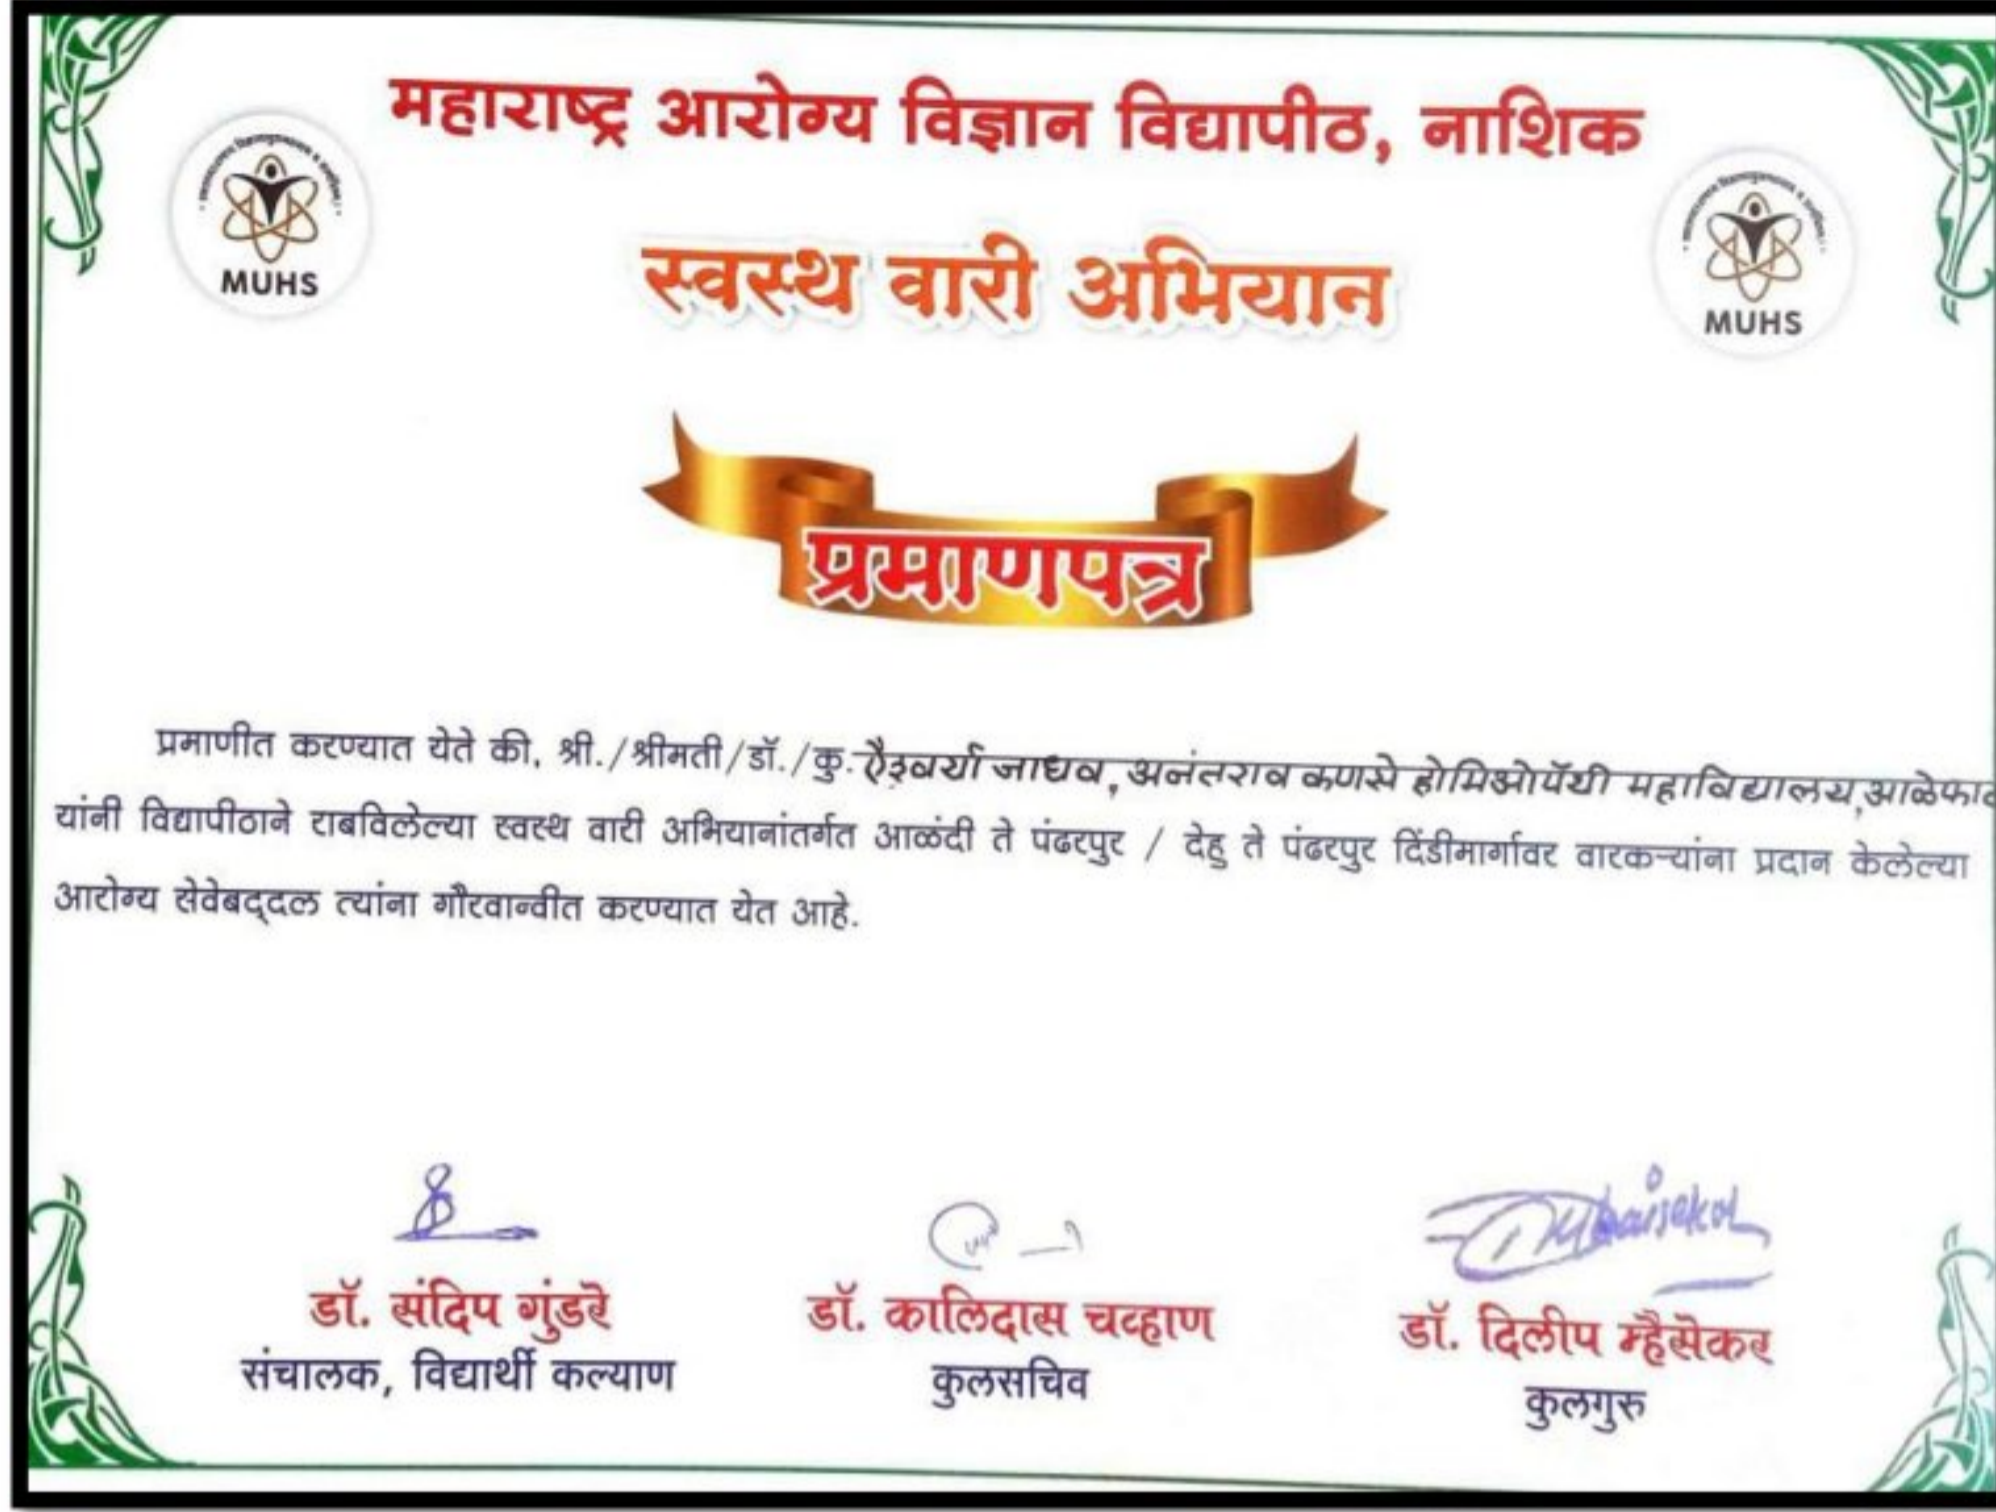 महाराष्ट्र आरोग्य विज्ञान विद्यापीठ, नाशिक
MUHS
MUHS
स्वस्थ वारी अभियान
प्रमाणपत्र
प्रमाणीत करण्यात येते की, श्री./श्रीमती/डॉ./कु. ऐश्वर्या जाधव, अनंतराव कणसे होमिओपॅथी महाविद्यालय, आळेफाट
यांनी विद्यापीठाने राबविलेल्या स्वस्थ वारी अभियानांतर्गत आळंदी ते पंढरपुर / देहु ते पंढरपुर दिंडीमार्गावर वारकऱ्यांना प्रदान केलेल्या
आरोग्य सेवेबद्दल त्यांना गौरवान्वीत करण्यात येत आहे.
डॉ. संदिप गुंडरे
संचालक, विद्यार्थी कल्याण
डॉ. कालिदास चव्हाण
कुलसचिव
डॉ. दिलीप म्हैसेकर
कुलगुरु